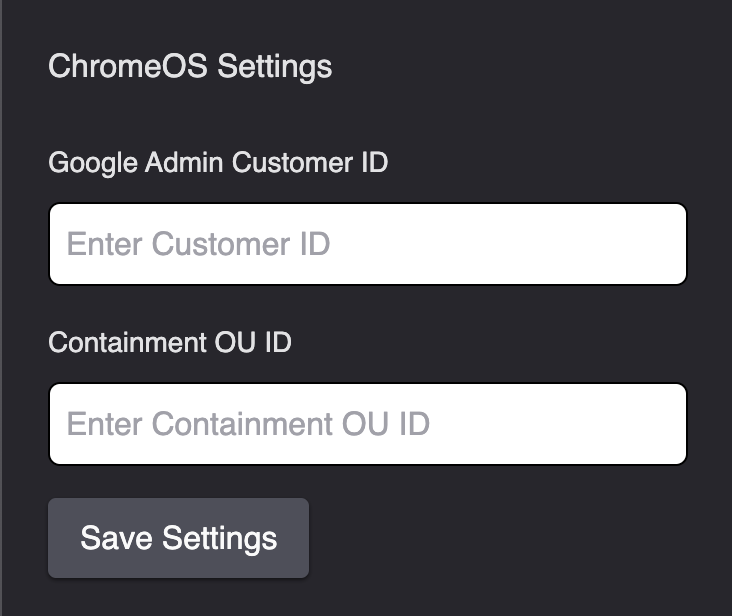 ChromeOS Settings
Google Admin Customer ID
Enter Customer ID
Containment OU ID
Enter Containment OU ID
Save Settings